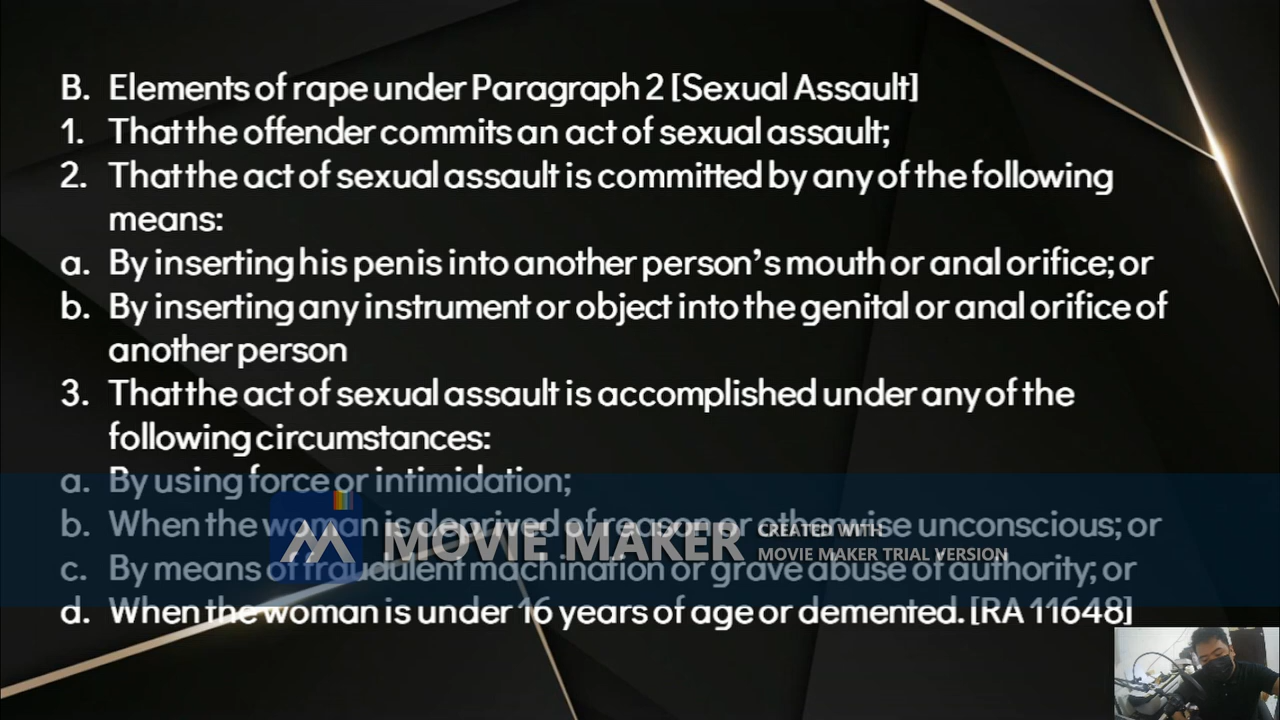 B. Elements of rape under Paragraph 2 [Sexual Assault]
1. That the offender commits an act of sexual assault;
2. That the act of sexual assault is committed by any of the following
means:
a. By inserting his penis into another person's mouth or anal orifice; or
b. By inserting any instrument or object into the genital or anal orifice of
another person
3. That the act of sexual assault is accomplished under any of the
following circumstances:
a. By using force or intimidation;
b. When the woman is deprived of reason or otherwise unconscious; or
c. By means of fraudulent machination or grave abuse of authority; or
d. When the woman is under 16 years of age or demented. [RA 11648]
MOVIE MAKER
CREATED WITH
MOVIE MAKER TRIAL VERSION